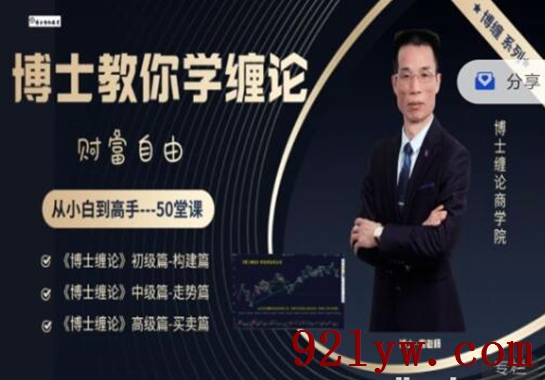 ★ 博缠 系列
分享
博士教你学缠论
财富自由
从小白到高手---50堂课
《博士缠论》初级篇-构建篇
《博士缠论》中级篇-走势篇
《博士缠论》高级篇-买卖篇
博士缠论商学院
921yw.com
专栏